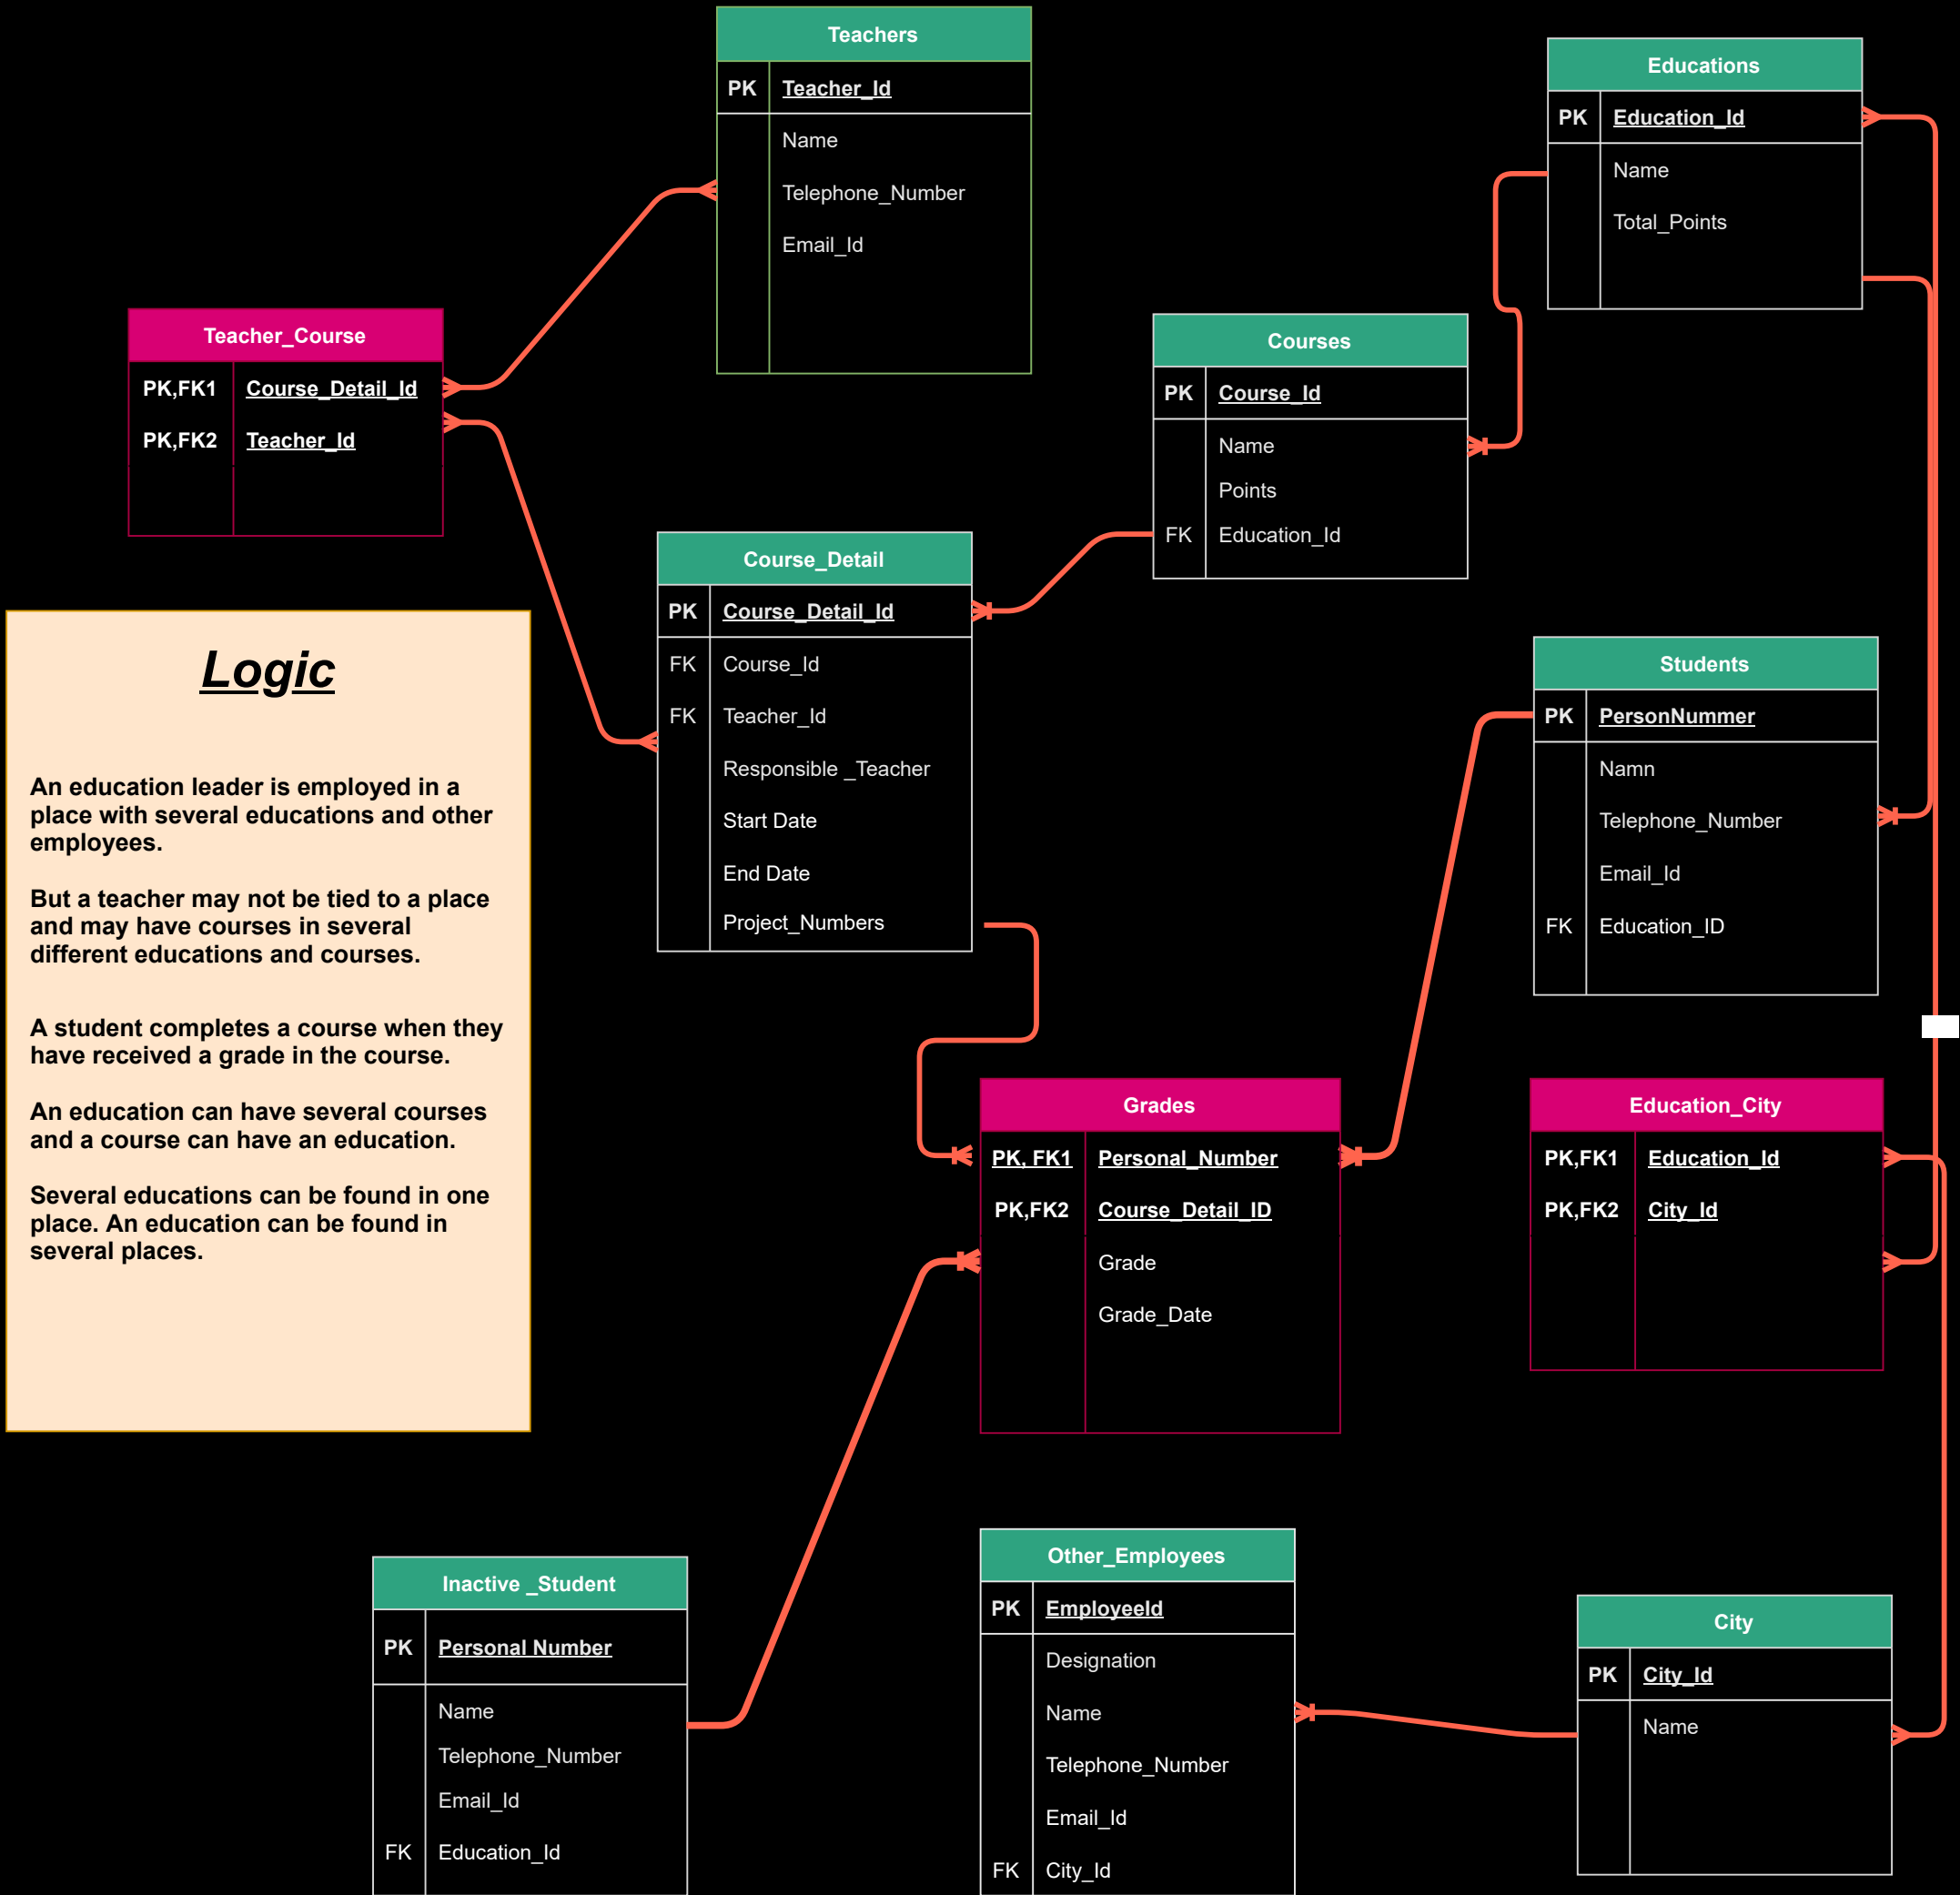 Teachers
PK Teacher_Id
Name
Telephone_Number
Email_Id
Educations
PK Education_Id
Name
Total_Points
Teacher_Course
PK,FK1 Course_Detail_Id
PK,FK2 Teacher_Id
Courses
PK Course_Id
Name
Points
FK Education_Id
Course_Detail
PK Course_Detail_Id
FK Course_Id
FK Teacher_Id
Responsible _Teacher
Start Date
End Date
Project_Numbers
Logic
An education leader is employed in a
place with several educations and other
employees.
But a teacher may not be tied to a place
and may have courses in several
different educations and courses.
A student completes a course when they
have received a grade in the course.
An education can have several courses
and a course can have an education.
Several educations can be found in one
place. An education can be found in
several places.
Students
PK PersonNummer
Namn
Telephone_Number
Email_Id
FK Education_ID
Grades
PK, FK1 Personal_Number
PK,FK2 Course_Detail_ID
Grade
Grade_Date
Education_City
PK,FK1 Education_Id
PK,FK2 City_Id
Inactive _Student
PK Personal Number
Name
Telephone_Number
Email_Id
FK Education_Id
Other_Employees
PK EmployeeId
Designation
Name
Telephone_Number
Email_Id
FK City_Id
City
PK City_Id
Name